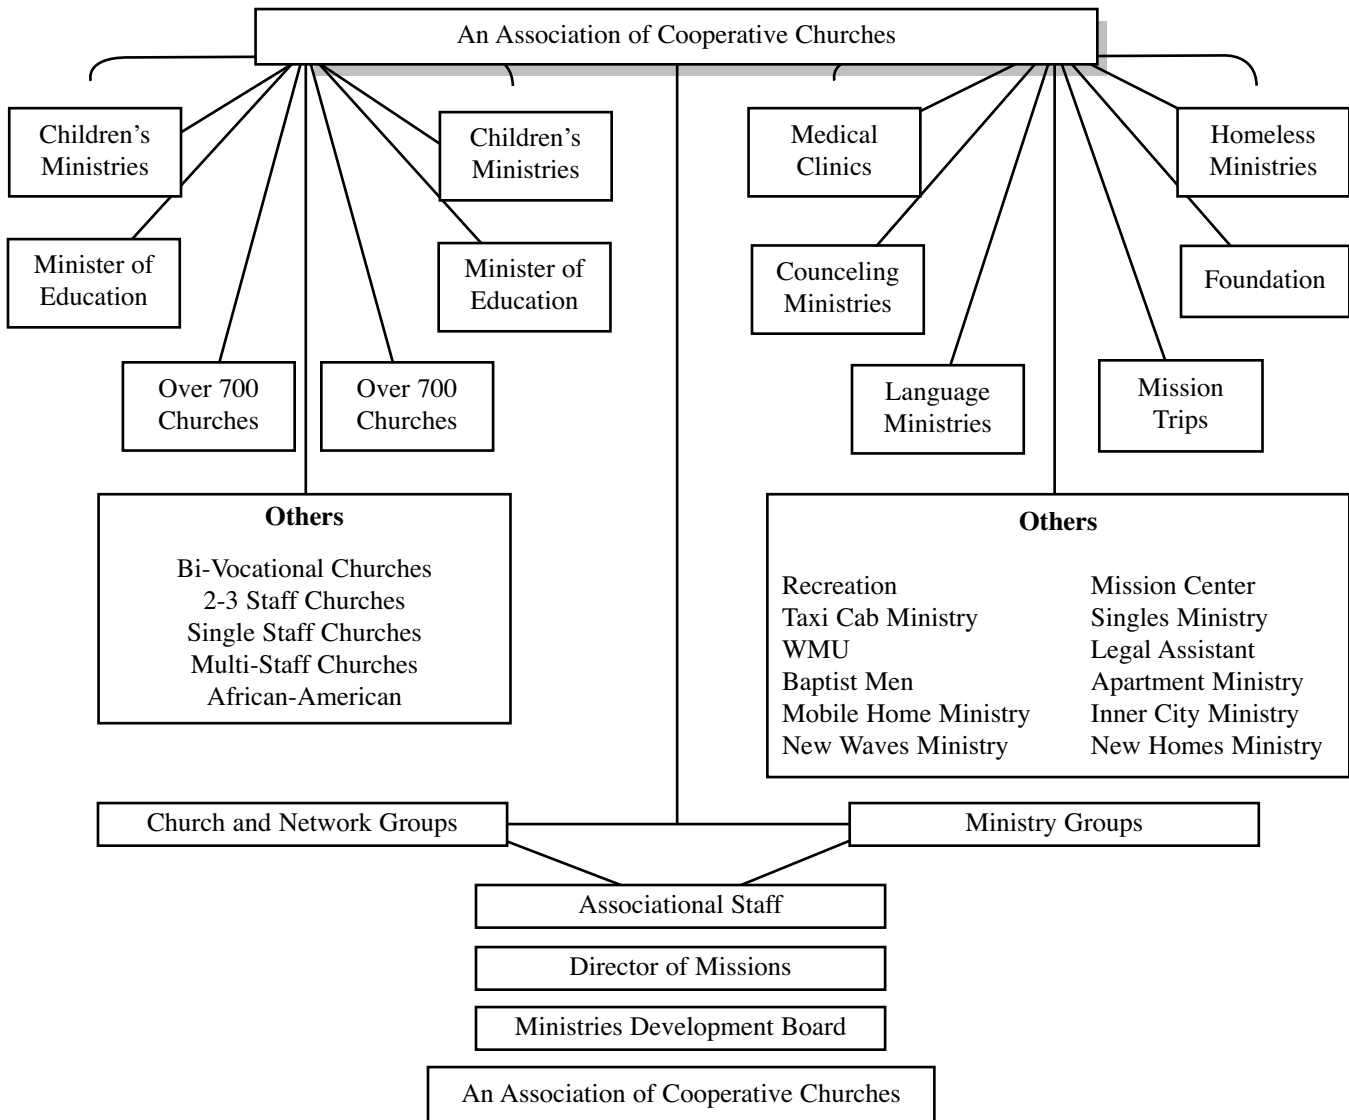 An Association of Cooperative Churches
Children's
Ministries
Children's
Ministries
Medical
Clinics
Homeless
Ministries
Minister of
Education
Minister of
Education
Counceling
Ministries
Foundation
Over 700
Churches
Over 700
Churches
Language
Ministries
Mission
Trips
Others
Bi-Vocational Churches
2-3 Staff Churches
Single Staff Churches
Multi-Staff Churches
African-American
Others
Recreation
Taxi Cab Ministry
WMU
Baptist Men
Mobile Home Ministry
New Waves Ministry
Mission Center
Singles Ministry
Legal Assistant
Apartment Ministry
Inner City Ministry
New Homes Ministry
Church and Network Groups
Ministry Groups
Associational Staff
Director of Missions
Ministries Development Board
An Association of Cooperative Churches